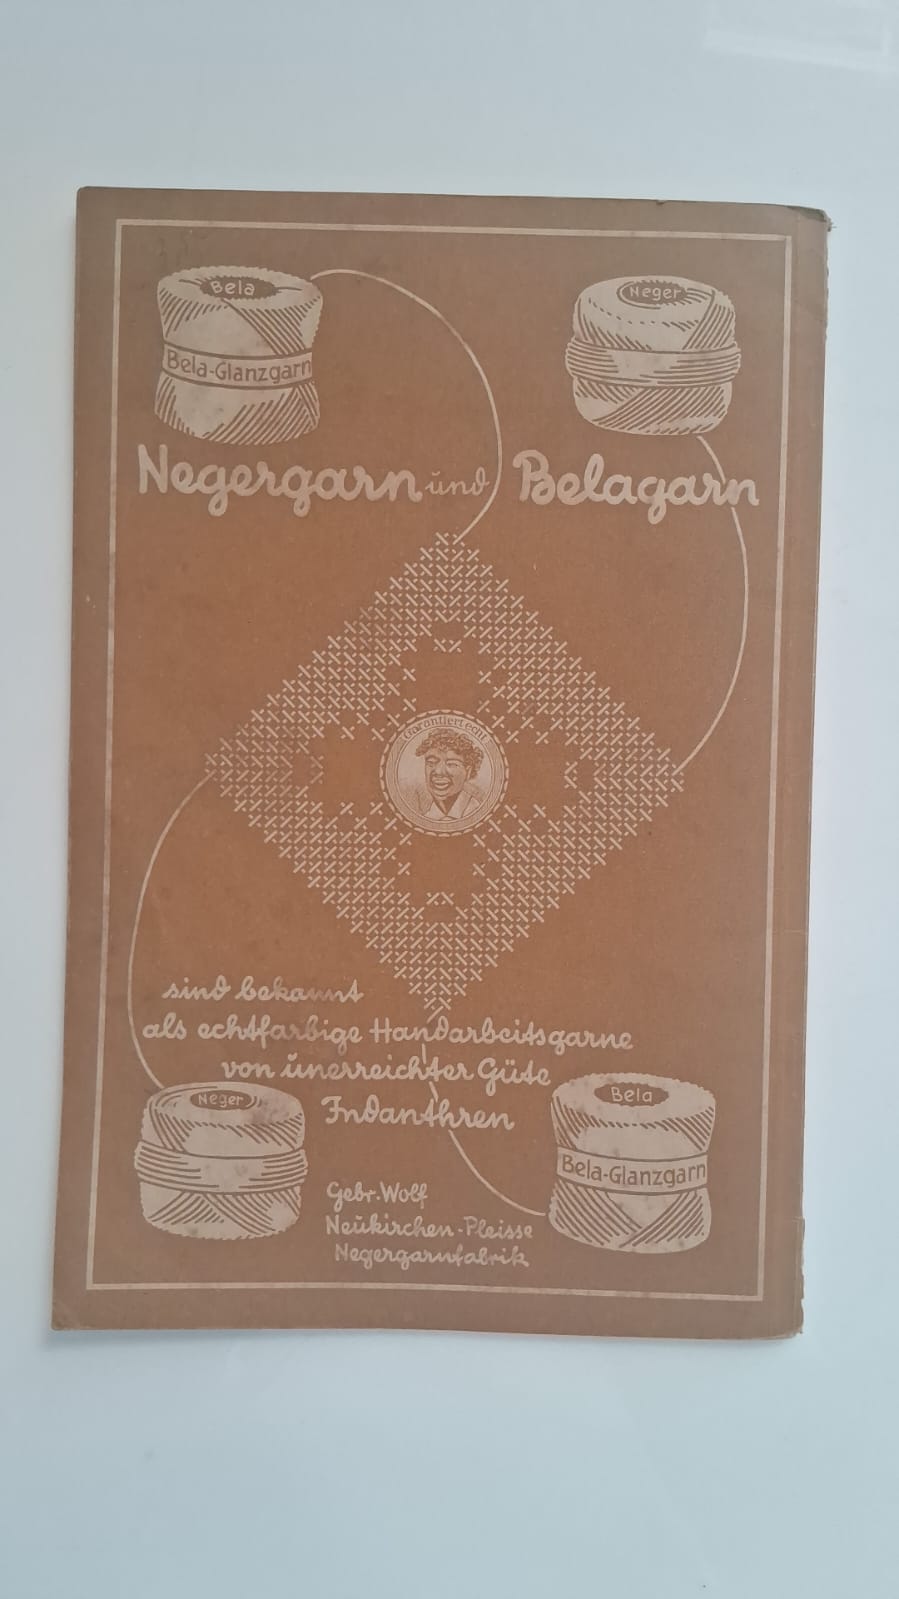 Bela
Bela-Glanzgarn
Neger
Negergarn und Belagarn
Garantiert echt
sind bekannt
als echtfarbige Handarbeitsgarne
von unerreichter Güte
Indanthren
Neger
Bela
Bela-Glanzgarn
Gebr. Wolf
Neukirchen-Pleisse
Negergarnfabrik